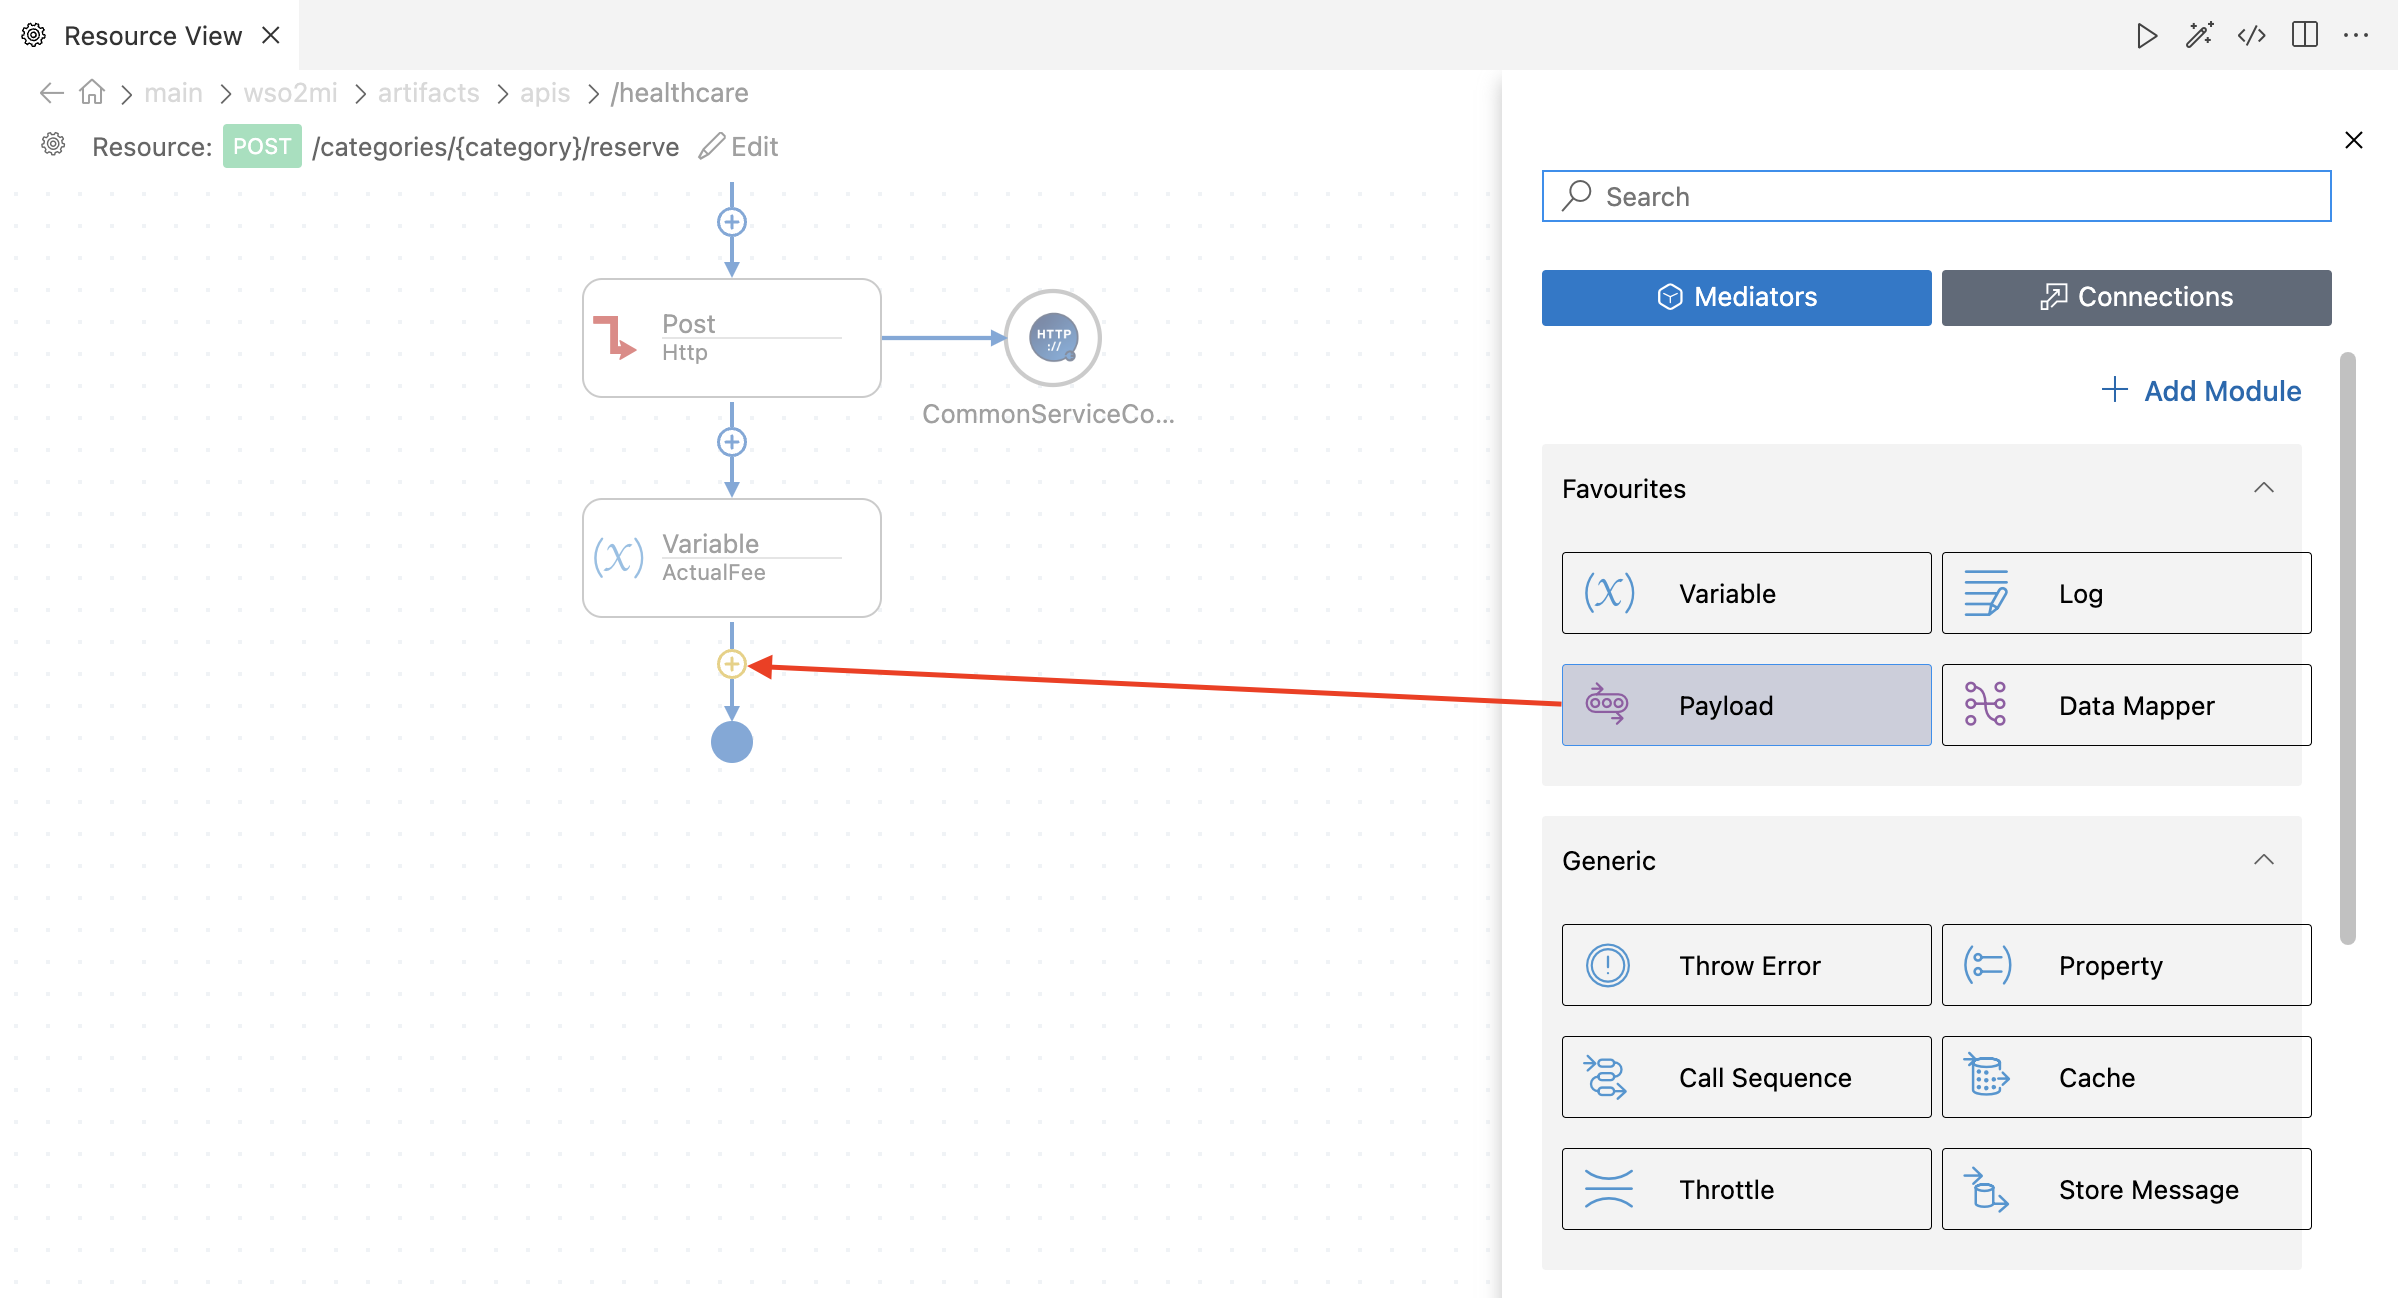 Resource View
main wso2mi artifacts apis /healthcare
Resource: POST /categories/{category}/reserve Edit
Post
Http
HTTP
://
CommonServiceCo...
Variable
ActualFee
Search
Mediators
Connections
Add Module
Favourites
(X) Variable
Log
Payload
Data Mapper
Generic
Throw Error
Property
Call Sequence
Cache
Throttle
Store Message